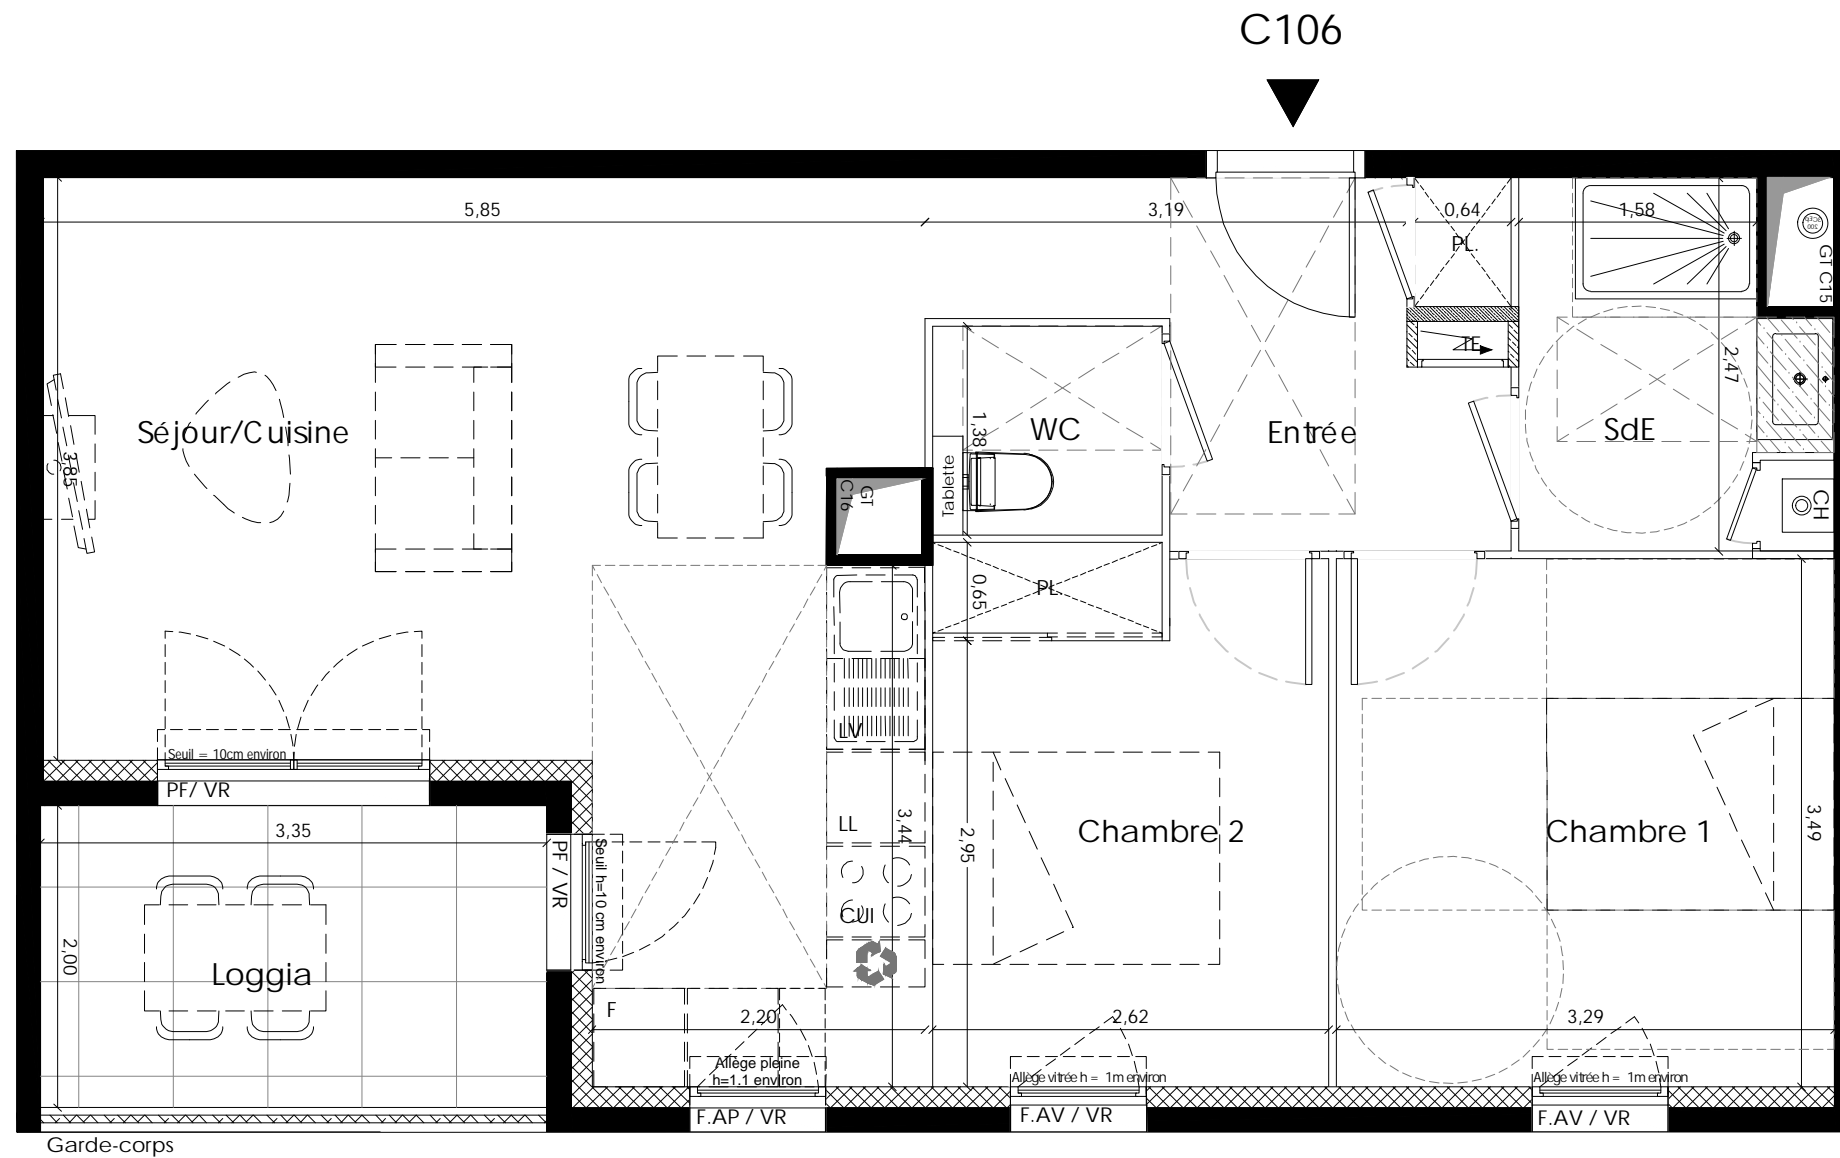 C106
5,85
3,19
0,64
1,58
PL.
GT C15
TE
2,47
Séjour/Cuisine
3,85
WC
1,38
Tablette
Entrée
SdE
GT
C16
CH
0,65
PL
Seuil = 10cm environ
PF/ VR
LV
3,35
LL
3,44
2,95
Chambre 2
Chambre 1
3,49
PF / VR
Seuil h=10 cm environ
CUI
2,00
Loggia
F
2,20
2,62
3,29
Allège pleine
h=1.1 environ
Allège vitrée h = 1m environ
Allège vitrée h = 1m environ
F.AP / VR
F.AV / VR
F.AV / VR
Garde-corps